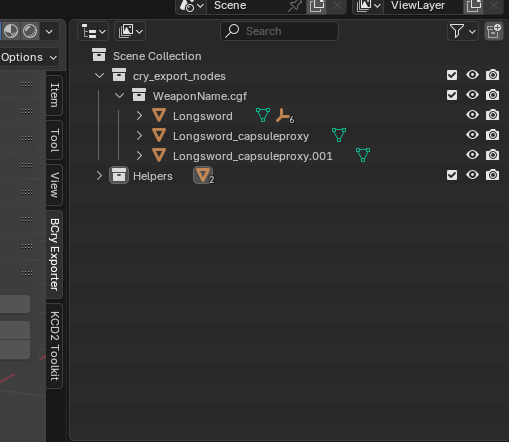 Scene
ViewLayer
Options
Search
Scene Collection
cry_export_nodes
WeaponName.cgf
Longsword
6
Longsword_capsuleproxy
Longsword_capsuleproxy.001
Helpers
2
Item
Tool
View
BCry Exporter
KCD2 Toolkit